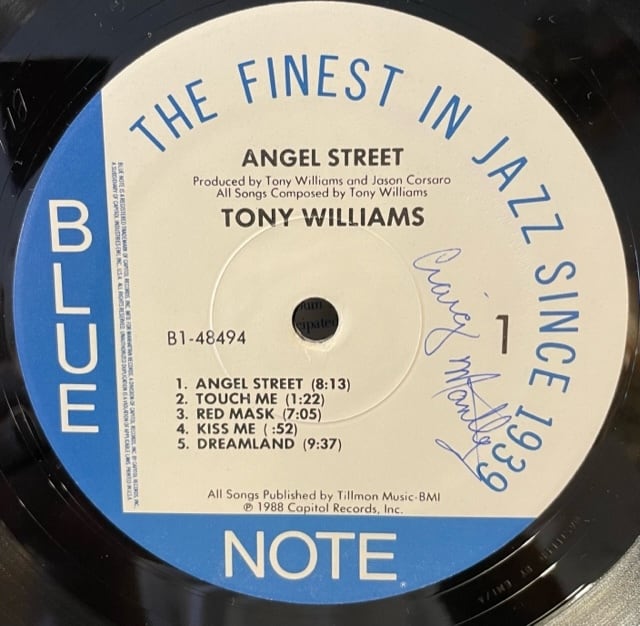 THE FINEST IN JAZZ SINCE 1939
ANGEL STREET
Produced by Tony Williams and Jason Corsaro
All Songs Composed by Tony Williams
TONY WILLIAMS
BLUE
B1-48494
1
1. ANGEL STREET (8:13)
2. TOUCH ME (1:22)
3. RED MASK (7:05)
4. KISS ME ( :52)
5. DREAMLAND (9:37)
All Songs Published by Tillmon Music-BMI
℗ 1988 Capitol Records, Inc.
NOTE